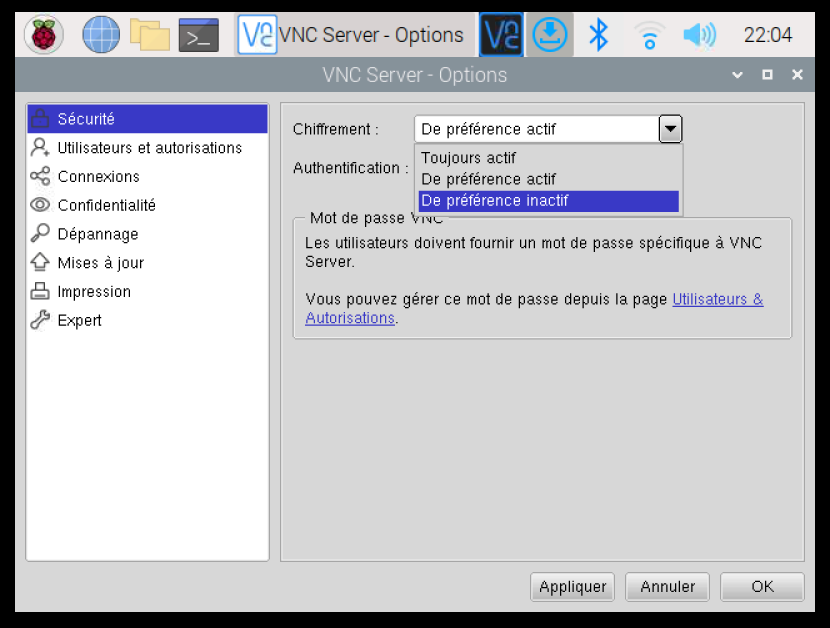 VNC Server - Options
22:04
VNC Server - Options
Sécurité
Utilisateurs et autorisations
Connexions
Confidentialité
Dépannage
Mises à jour
Impression
Expert
Chiffrement :
De préférence actif
Toujours actif
De préférence actif
De préférence inactif
Authentification :
Mot de passe VNC
Les utilisateurs doivent fournir un mot de passe spécifique à VNC
Server.
Vous pouvez gérer ce mot de passe depuis la page Utilisateurs &
Autorisations.
Appliquer
Annuler
OK